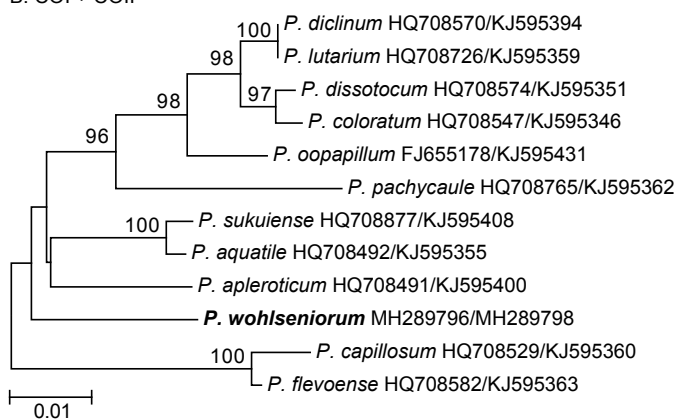 100 P. diclinum HQ708570/KJ595394
P. lutarium HQ708726/KJ595359
98
97 P. dissotocum HQ708574/KJ595351
P. coloratum HQ708547/KJ595346
98
P. oopapillum FJ655178/KJ595431
96
P. pachycaule HQ708765/KJ595362
100 P. sukuiense HQ708877/KJ595408
P. aquatile HQ708492/KJ595355
P. apleroticum HQ708491/KJ595400
P. wohlseniorum MH289796/MH289798
100 P. capillosum HQ708529/KJ595360
P. flevoense HQ708582/KJ595363
0.01